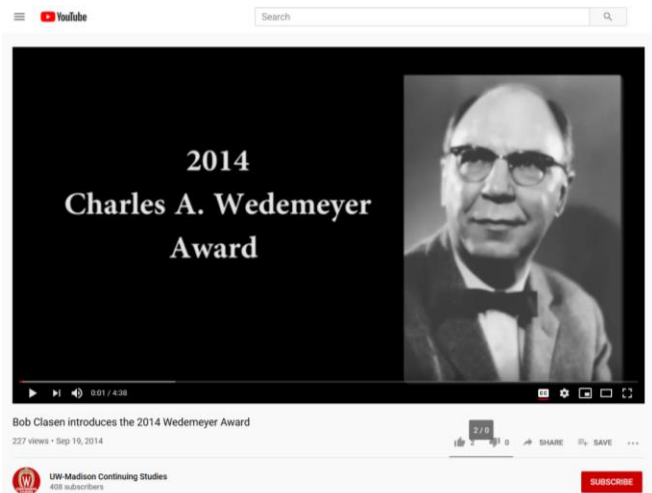 YouTube
Search
2014
Charles A. Wedemeyer
Award
0:01 / 4:38
Bob Clasen introduces the 2014 Wedemeyer Award
227 views • Sep 19, 2014
2 / 0
2
0
SHARE
SAVE
UW-Madison Continuing Studies
408 subscribers
SUBSCRIBE